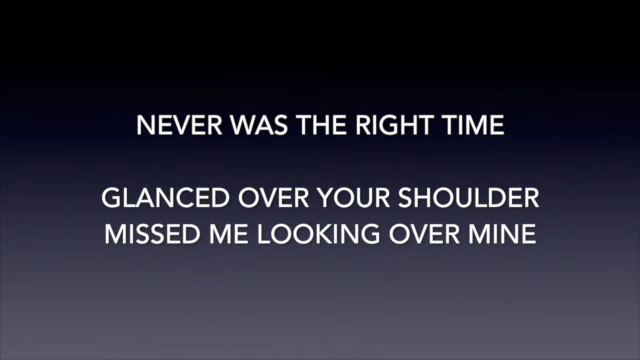 NEVER WAS THE RIGHT TIME
GLANCED OVER YOUR SHOULDER
MISSED ME LOOKING OVER MINE